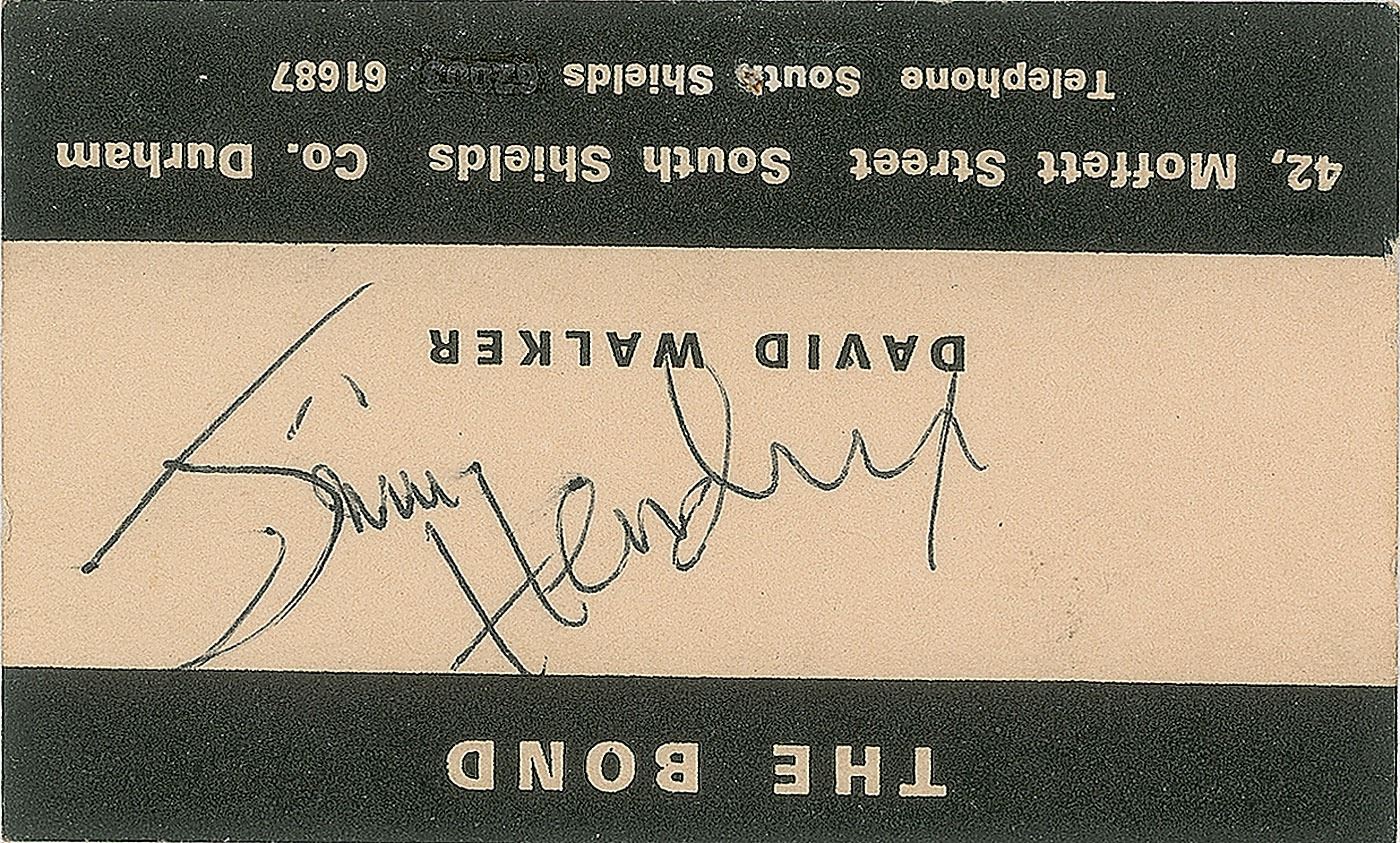 THE BOND
Jimi Hendrix
DAVID WALKER
42, Moffett Street South Shields Co. Durham
Telephone South Shields 61687